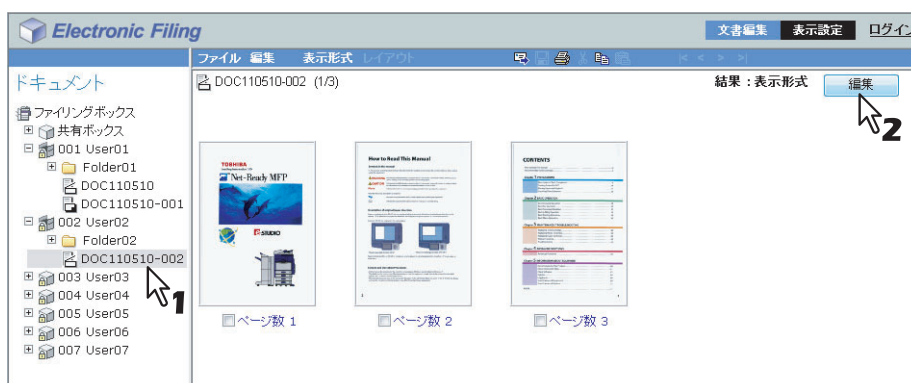 Electronic Filing
文書編集 表示設定 ログイン
ファイル 編集 表示形式 レイアウト
|< < > >|
ドキュメント
DOC110510-002 (1/3)
結果 : 表示形式 編集
2
ファイリングボックス
共有ボックス
001 User01
Folder01
DOC110510
DOC110510-001
002 User02
Folder02
DOC110510-002
1
003 User03
004 User04
005 User05
006 User06
007 User07
TOSHIBA
Net-Ready MFP
STUDIO
How to Read This Manual
CONTENTS
ページ数 1
ページ数 2
ページ数 3